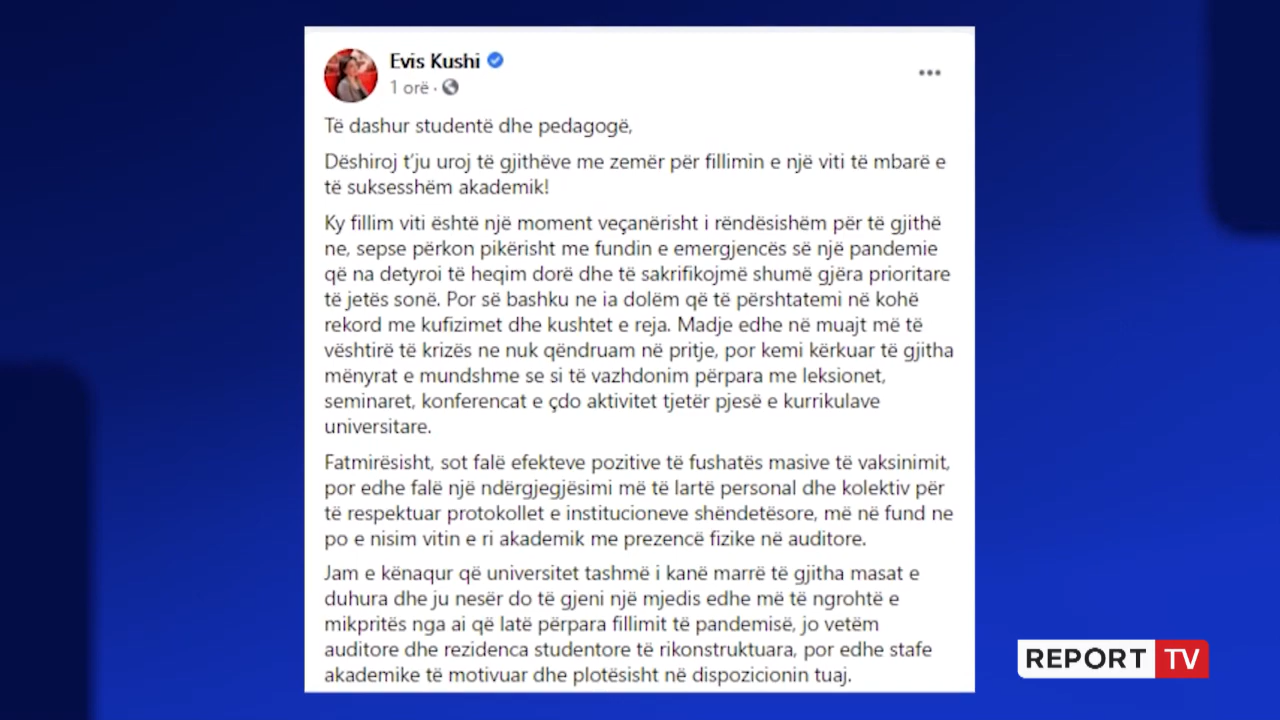 Evis Kushi
1 orë ·
Të dashur studentë dhe pedagogë,
Dëshiroj t'ju uroj të gjithëve me zemër për fillimin e një viti të mbarë e
të suksesshëm akademik!
Ky fillim viti është një moment veçanërisht i rëndësishëm për të gjithë
ne, sepse përkon pikërisht me fundin e emergjencës së një pandemie
që na detyroi të heqim dorë dhe të sakrifikojmë shumë gjëra prioritare
të jetës sonë. Por së bashku ne ia dolëm që të përshtatemi në kohë
rekord me kufizimet dhe kushtet e reja. Madje edhe në muajt më të
vështirë të krizës ne nuk qëndruam në pritje, por kemi kërkuar të gjitha
mënyrat e mundshme se si të vazhdonim përpara me leksionet,
seminaret, konferencat e çdo aktivitet tjetër pjesë e kurrikulave
universitare.
Fatmirësisht, sot falë efekteve pozitive të fushatës masive të vaksinimit,
por edhe falë një ndërgjegjësimi më të lartë personal dhe kolektiv për
të respektuar protokollet e institucioneve shëndetësore, më në fund ne
po e nisim vitin e ri akademik me prezencë fizike në auditore.
Jam e kënaqur që universitet tashmë i kanë marrë të gjitha masat e
duhura dhe ju nesër do të gjeni një mjedis edhe më të ngrohtë e
mikpritës nga ai që latë përpara fillimit të pandemisë, jo vetëm
auditore dhe rezidenca studentore të rikonstruktuara, por edhe stafe
akademike të motivuar dhe plotësisht në dispozicionin tuaj.
REPORT TV